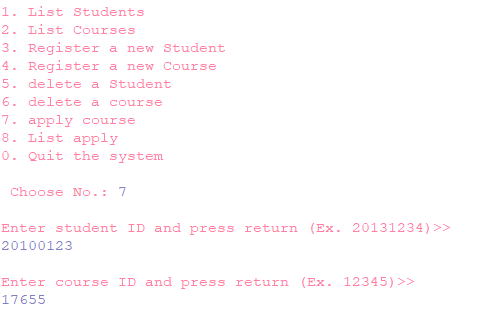 1. List Students
2. List Courses
3. Register a new Student
4. Register a new Course
5. delete a Student
6. delete a course
7. apply course
8. List apply
0. Quit the system
Choose No.: 7
Enter student ID and press return (Ex. 20131234)>>
20100123
Enter course ID and press return (Ex. 12345)>>
17655